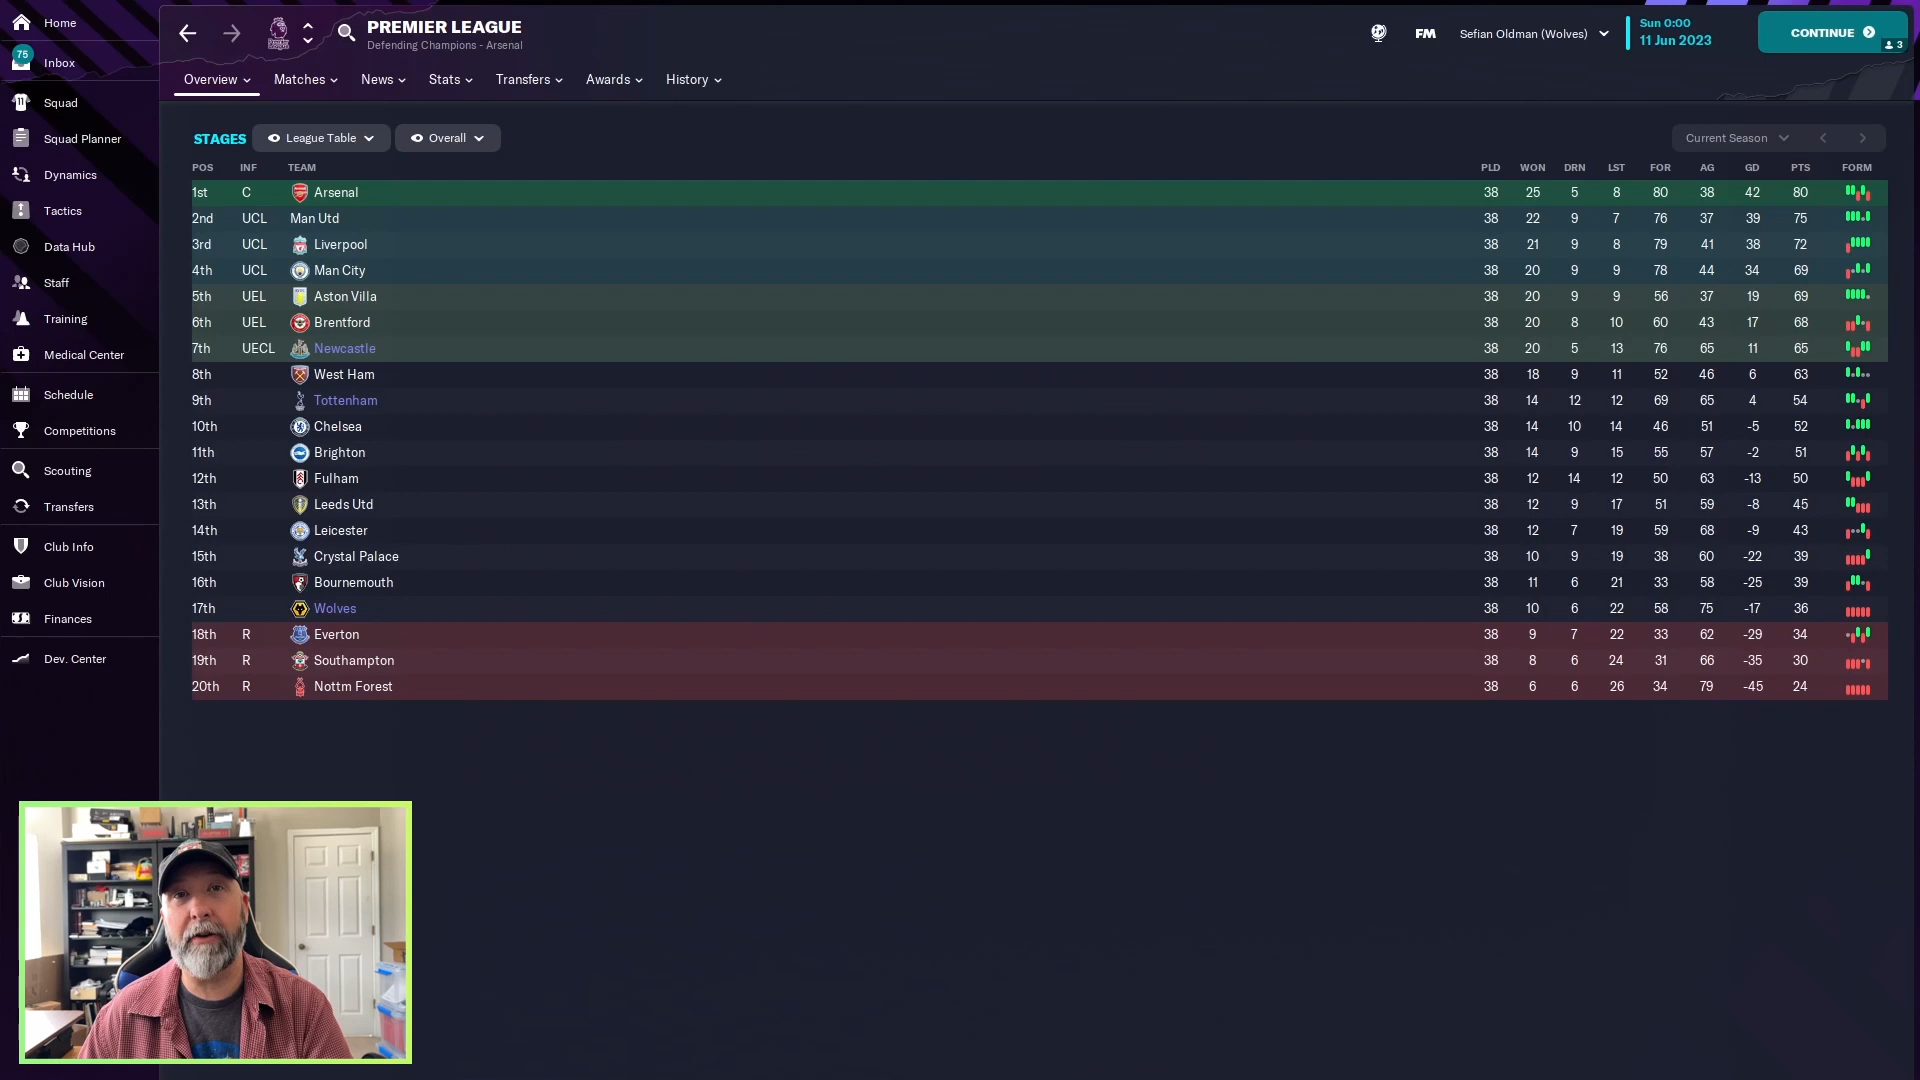 Home
75
Inbox
Squad
Squad Planner
Dynamics
Tactics
Data Hub
Staff
Training
Medical Center
Schedule
Competitions
Scouting
Transfers
Club Info
Club Vision
Finances
Dev. Center
PREMIER LEAGUE
Defending Champions - Arsenal
FM
Sefian Oldman (Wolves)
Sun 0:00
11 Jun 2023
CONTINUE
3
Overview Matches News Stats Transfers Awards History
STAGES League Table Overall Current Season
POS INF TEAM PLD WON DRN LST FOR AG GD PTS FORM
1st C Arsenal 38 25 5 8 80 38 42 80
2nd UCL Man Utd 38 22 9 7 76 37 39 75
3rd UCL Liverpool 38 21 9 8 79 41 38 72
4th UCL Man City 38 20 9 9 78 44 34 69
5th UEL Aston Villa 38 20 9 9 56 37 19 69
6th UEL Brentford 38 20 8 10 60 43 17 68
7th UECL Newcastle 38 20 5 13 76 65 11 65
8th West Ham 38 18 9 11 52 46 6 63
9th Tottenham 38 14 12 12 69 65 4 54
10th Chelsea 38 14 10 14 46 51 -5 52
11th Brighton 38 14 9 15 55 57 -2 51
12th Fulham 38 12 14 12 50 63 -13 50
13th Leeds Utd 38 12 9 17 51 59 -8 45
14th Leicester 38 12 7 19 59 68 -9 43
15th Crystal Palace 38 10 9 19 38 60 -22 39
16th Bournemouth 38 11 6 21 33 58 -25 39
17th Wolves 38 10 6 22 58 75 -17 36
18th R Everton 38 9 7 22 33 62 -29 34
19th R Southampton 38 8 6 24 31 66 -35 30
20th R Nottm Forest 38 6 6 26 34 79 -45 24